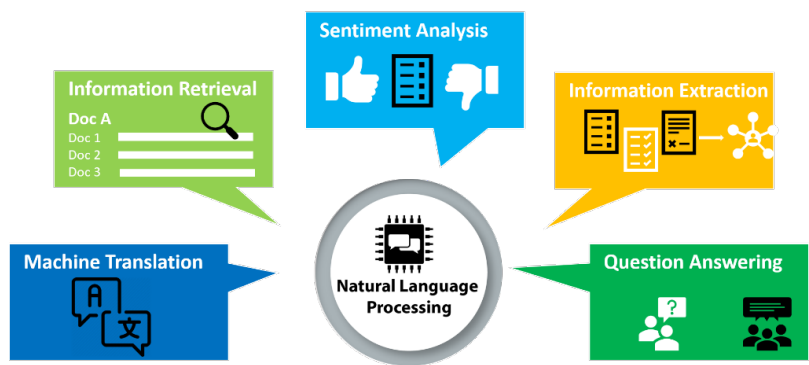 Sentiment Analysis
Information Retrieval
Doc A
Doc 1
Doc 2
Doc 3
Information Extraction
Machine Translation
A
文
Natural Language
Processing
Question Answering
?